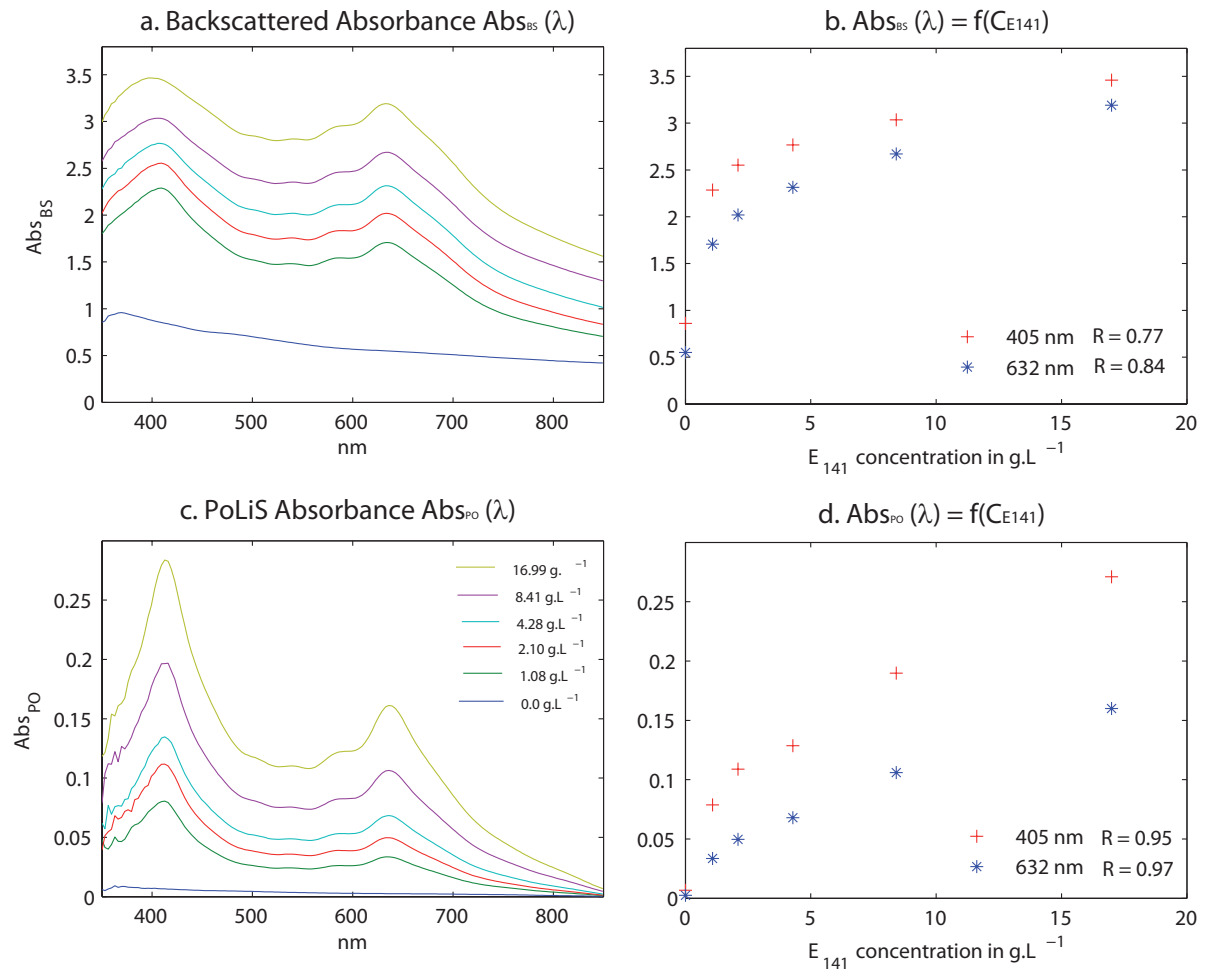 a. Backscattered Absorbance AbsBS (λ)
3.5
3
2.5
2
1.5
1
0.5
0
AbsBS
400 500 600 700 800
nm
b. AbsBS (λ) = f(CE141)
3.5
3
2.5
2
1.5
1
0.5
0
+ 405 nm R = 0.77
* 632 nm R = 0.84
0 5 10 15 20
E141 concentration in g.L⁻¹
c. PoLiS Absorbance AbsPO (λ)
0.25
0.2
0.15
0.1
0.05
0
AbsPO
16.99 g. ⁻¹
8.41 g.L⁻¹
4.28 g.L⁻¹
2.10 g.L⁻¹
1.08 g.L⁻¹
0.0 g.L⁻¹
400 500 600 700 800
nm
d. AbsPO (λ) = f(CE141)
0.25
0.2
0.15
0.1
0.05
0
+ 405 nm R = 0.95
* 632 nm R = 0.97
0 5 10 15 20
E141 concentration in g.L⁻¹